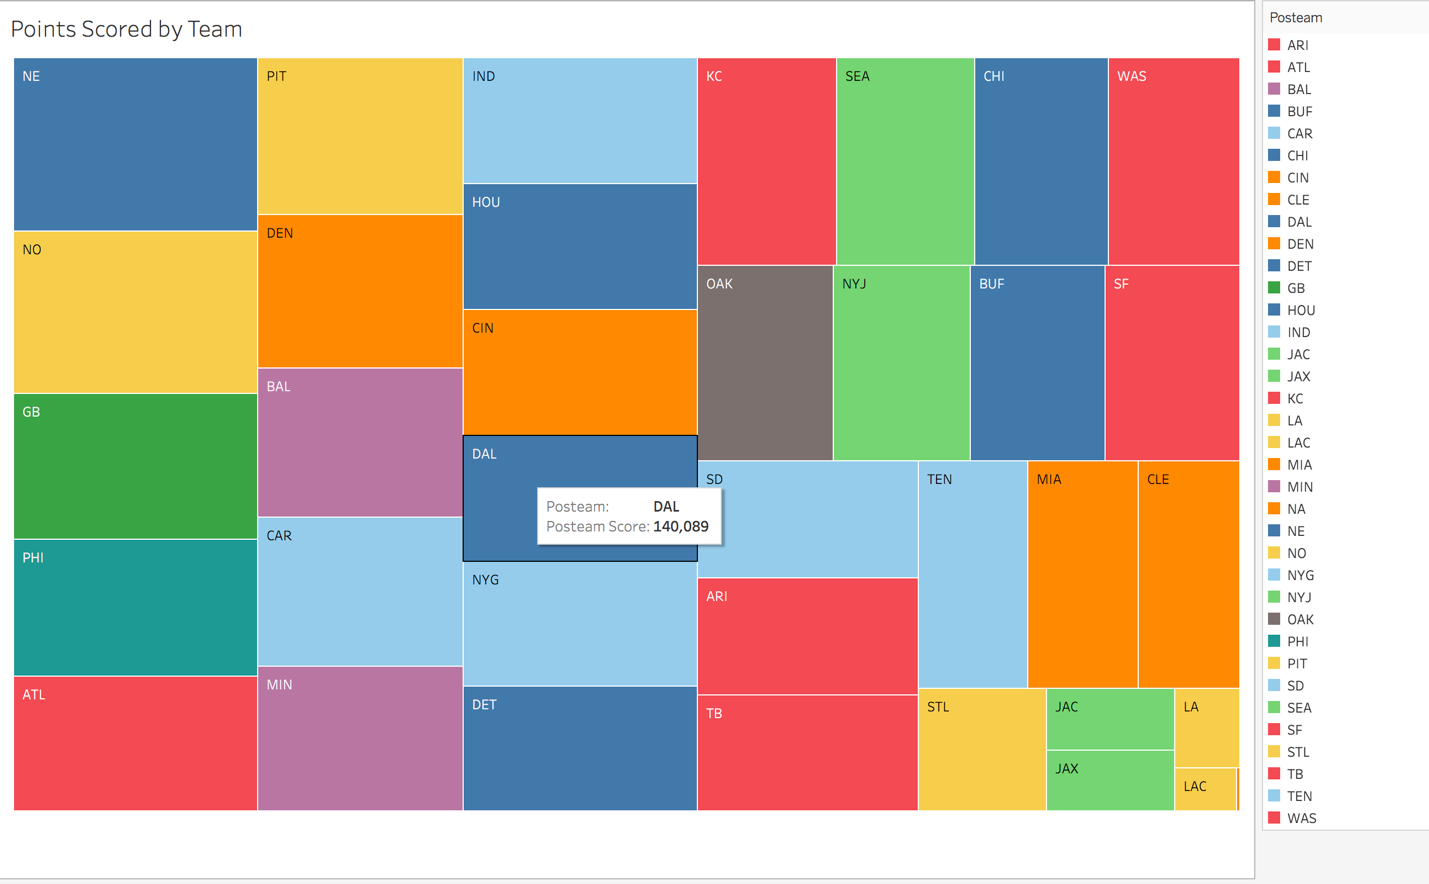 Points Scored by Team
NE
NO
GB
PHI
ATL
PIT
DEN
BAL
CAR
MIN
IND
HOU
CIN
DAL
Posteam: DAL
Posteam Score: 140,089
NYG
DET
KC
SEA
CHI
WAS
OAK
NYJ
BUF
SF
SD
ARI
TB
TEN
MIA
CLE
STL
JAC
JAX
LA
LAC
Posteam
ARI
ATL
BAL
BUF
CAR
CHI
CIN
CLE
DAL
DEN
DET
GB
HOU
IND
JAC
JAX
KC
LA
LAC
MIA
MIN
NA
NE
NO
NYG
NYJ
OAK
PHI
PIT
SD
SEA
SF
STL
TB
TEN
WAS